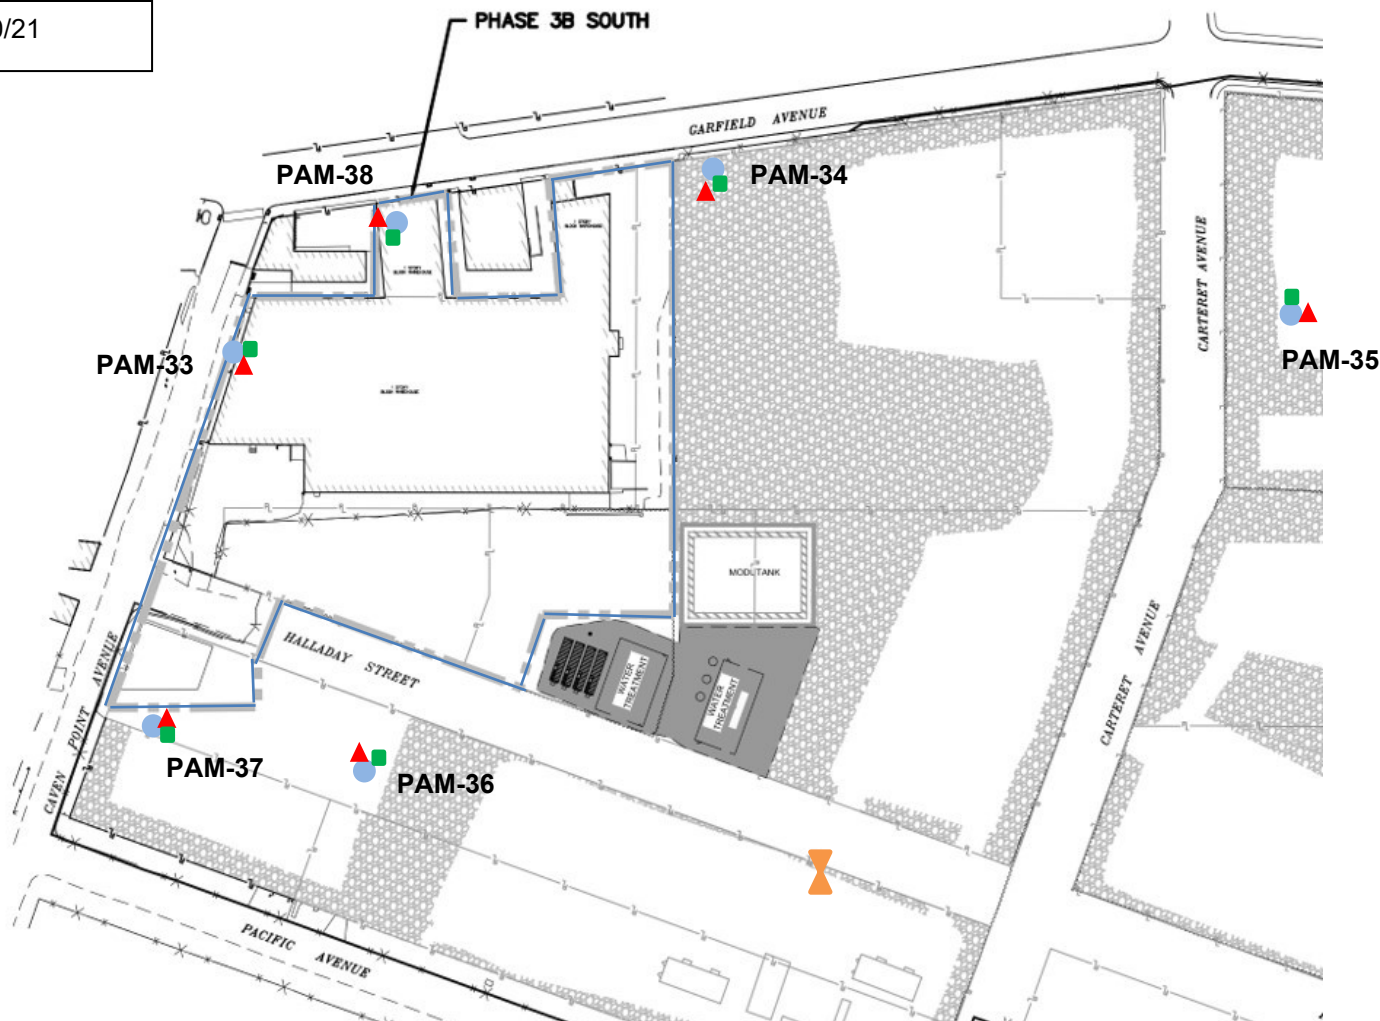 0/21
PHASE 3B SOUTH
GARFIELD AVENUE
PAM-38
PAM-34
CARTERET AVENUE
PAM-33
PAM-35
MODUTANK
HALLADAY STREET
WATER
TREATMENT
WATER
TREATMENT
CAVEN POINT AVENUE
CARTERET AVENUE
PAM-37
PAM-36
PACIFIC
AVENUE